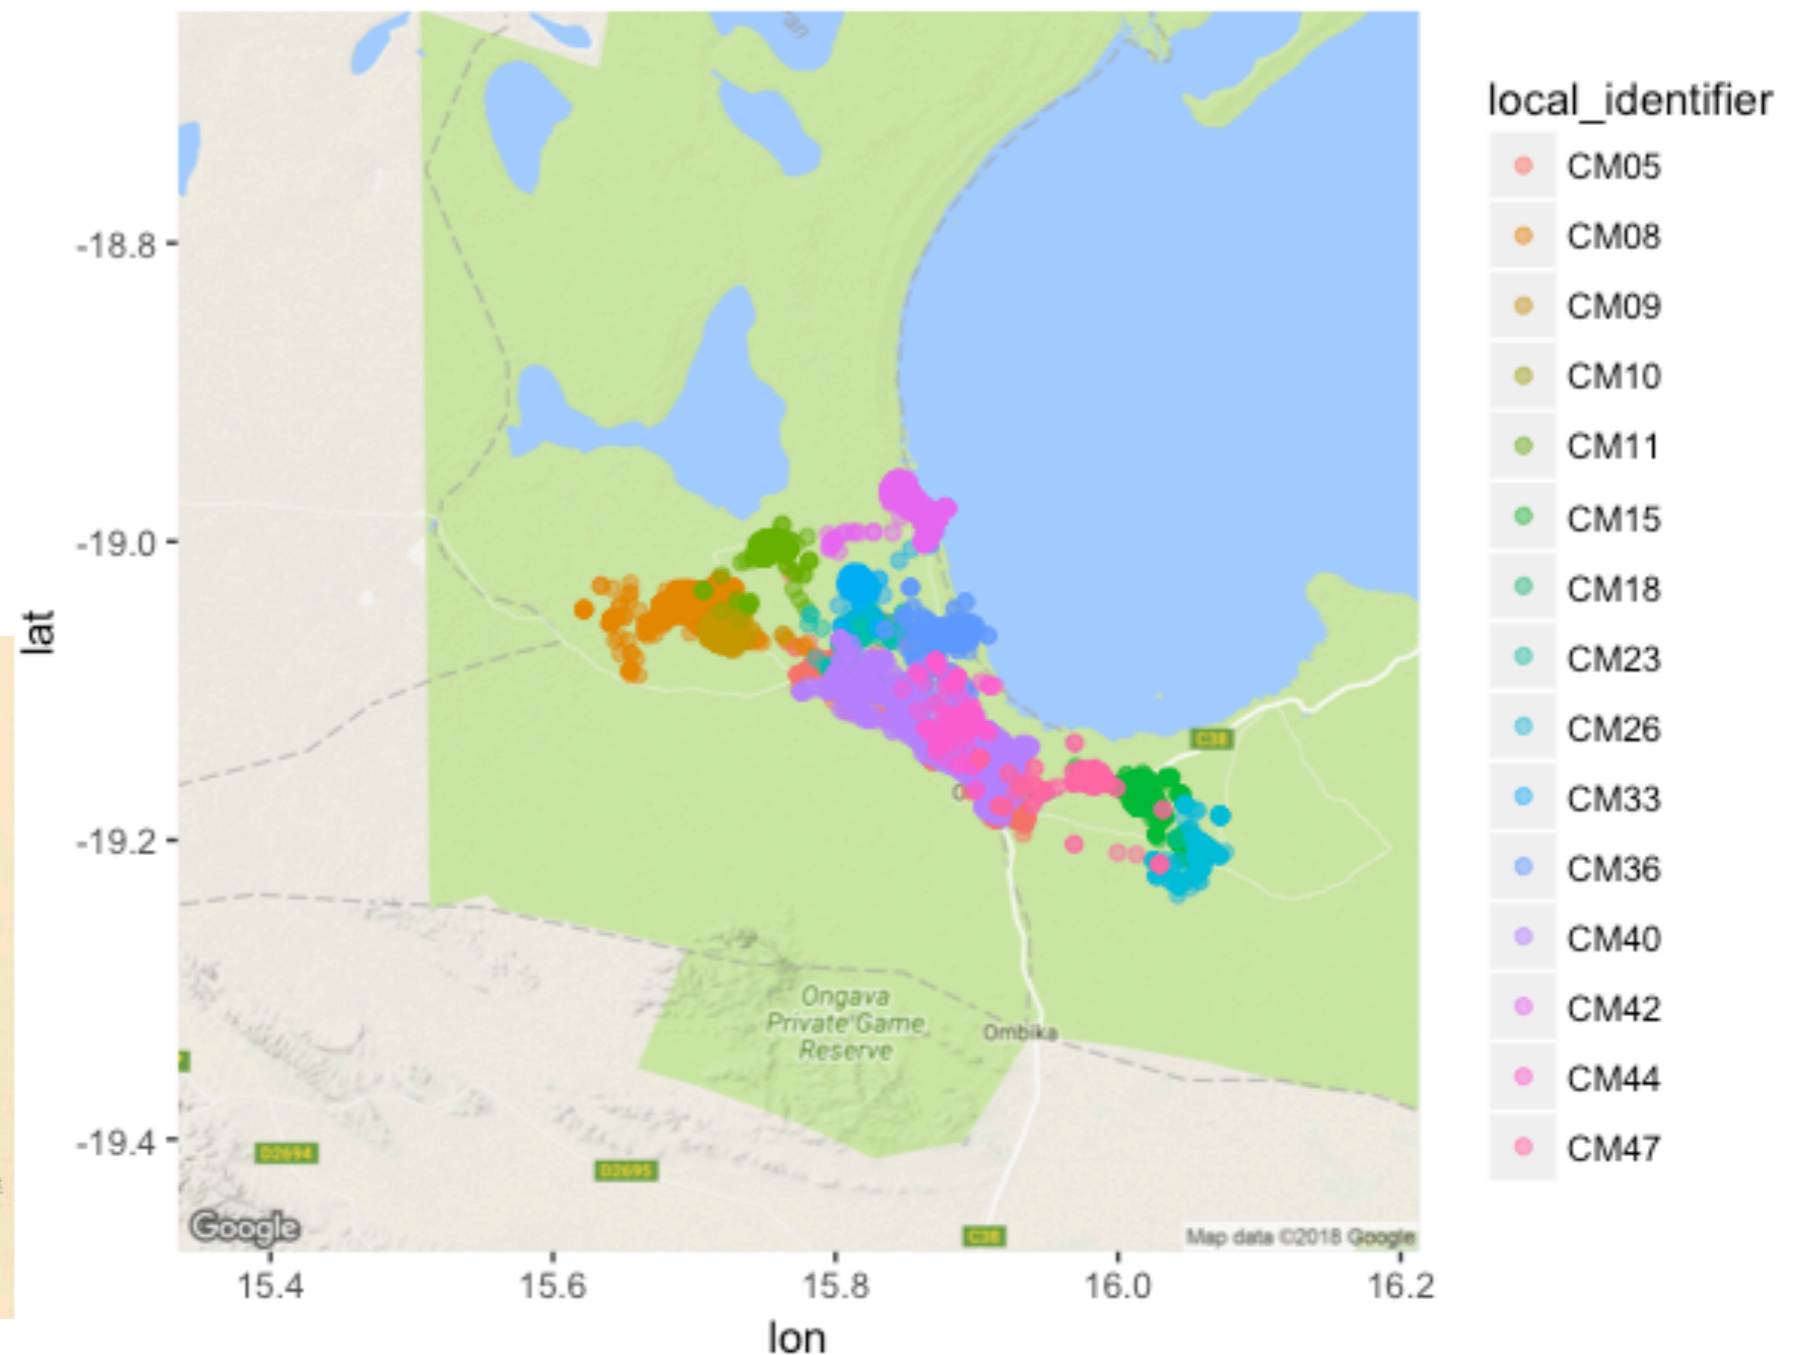 local_identifier
CM05
CM08
CM09
CM10
CM11
CM15
CM18
CM23
CM26
CM33
CM36
CM40
CM42
CM44
CM47
lat
-18.8
-19.0
-19.2
-19.4
C38
Ongava
Private Game
Reserve
Ombika
D2694
D2695
C38
Google
Map data ©2018 Google
15.4
15.6
15.8
16.0
16.2
lon